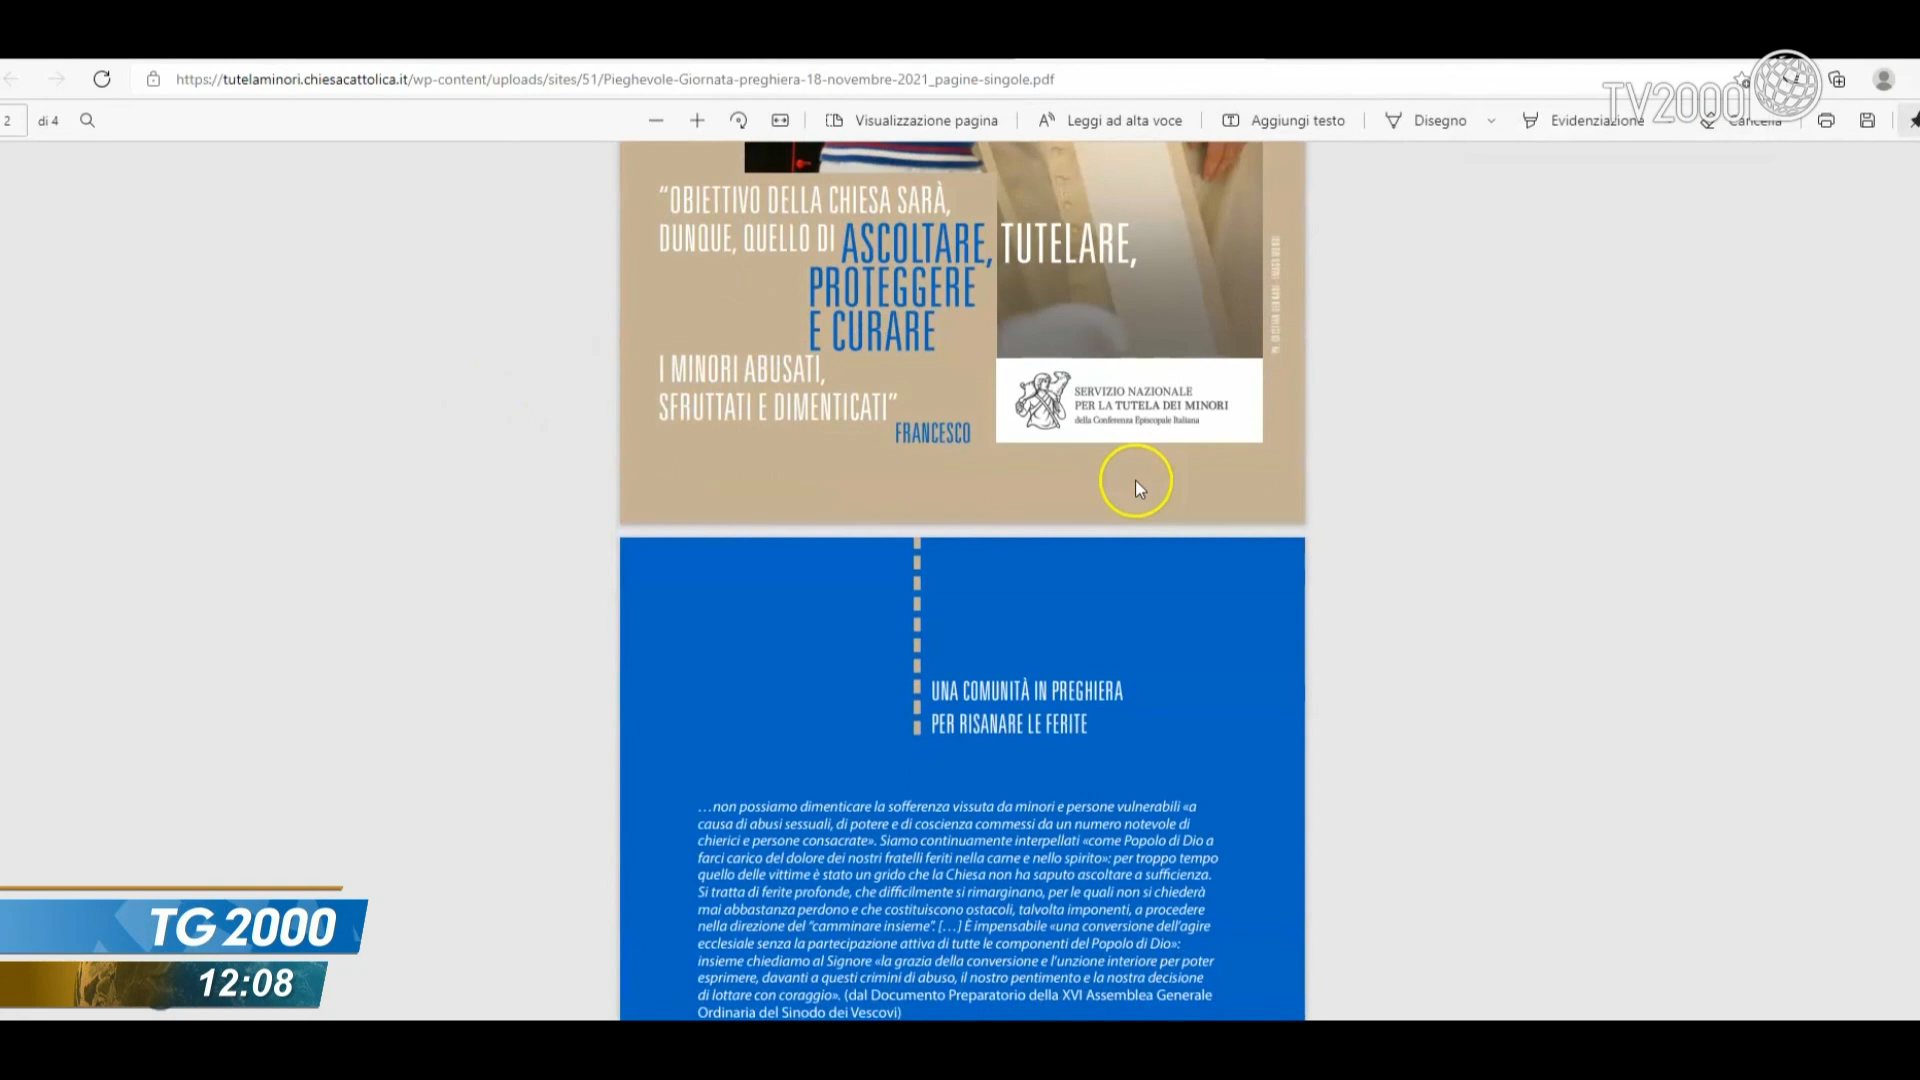 https://tutelaminori.chiesacattolica.it/wp-content/uploads/sites/51/Pieghevole-Giornata-preghiera-18-novembre-2021_pagine-singole.pdf
TV2000
2 di 4 Visualizzazione pagina Leggi ad alta voce Aggiungi testo Disegno Evidenziazione Cancella
“OBIETTIVO DELLA CHIESA SARÀ,
DUNQUE, QUELLO DI ASCOLTARE, TUTELARE,
PROTEGGERE
E CURARE
I MINORI ABUSATI,
SFRUTTATI E DIMENTICATI”
FRANCESCO
SERVIZIO NAZIONALE
PER LA TUTELA DEI MINORI
della Conferenza Episcopale Italiana
UNA COMUNITÀ IN PREGHIERA
PER RISANARE LE FERITE
…non possiamo dimenticare la sofferenza vissuta da minori e persone vulnerabili «a
causa di abusi sessuali, di potere e di coscienza commessi da un numero notevole di
chierici e persone consacrate». Siamo continuamente interpellati «come Popolo di Dio a
farci carico del dolore dei nostri fratelli feriti nella carne e nello spirito»: per troppo tempo
quello delle vittime è stato un grido che la Chiesa non ha saputo ascoltare a sufficienza.
Si tratta di ferite profonde, che difficilmente si rimarginano, per le quali non si chiederà
mai abbastanza perdono e che costituiscono ostacoli, talvolta imponenti, a procedere
nella direzione del “camminare insieme”. […] È impensabile «una conversione dell’agire
ecclesiale senza la partecipazione attiva di tutte le componenti del Popolo di Dio»:
insieme chiediamo al Signore «la grazia della conversione e l’unzione interiore per poter
esprimere, davanti a questi crimini di abuso, il nostro pentimento e la nostra decisione
di lottare con coraggio». (dal Documento Preparatorio della XVI Assemblea Generale
Ordinaria del Sinodo dei Vescovi)
TG 2000
12:08